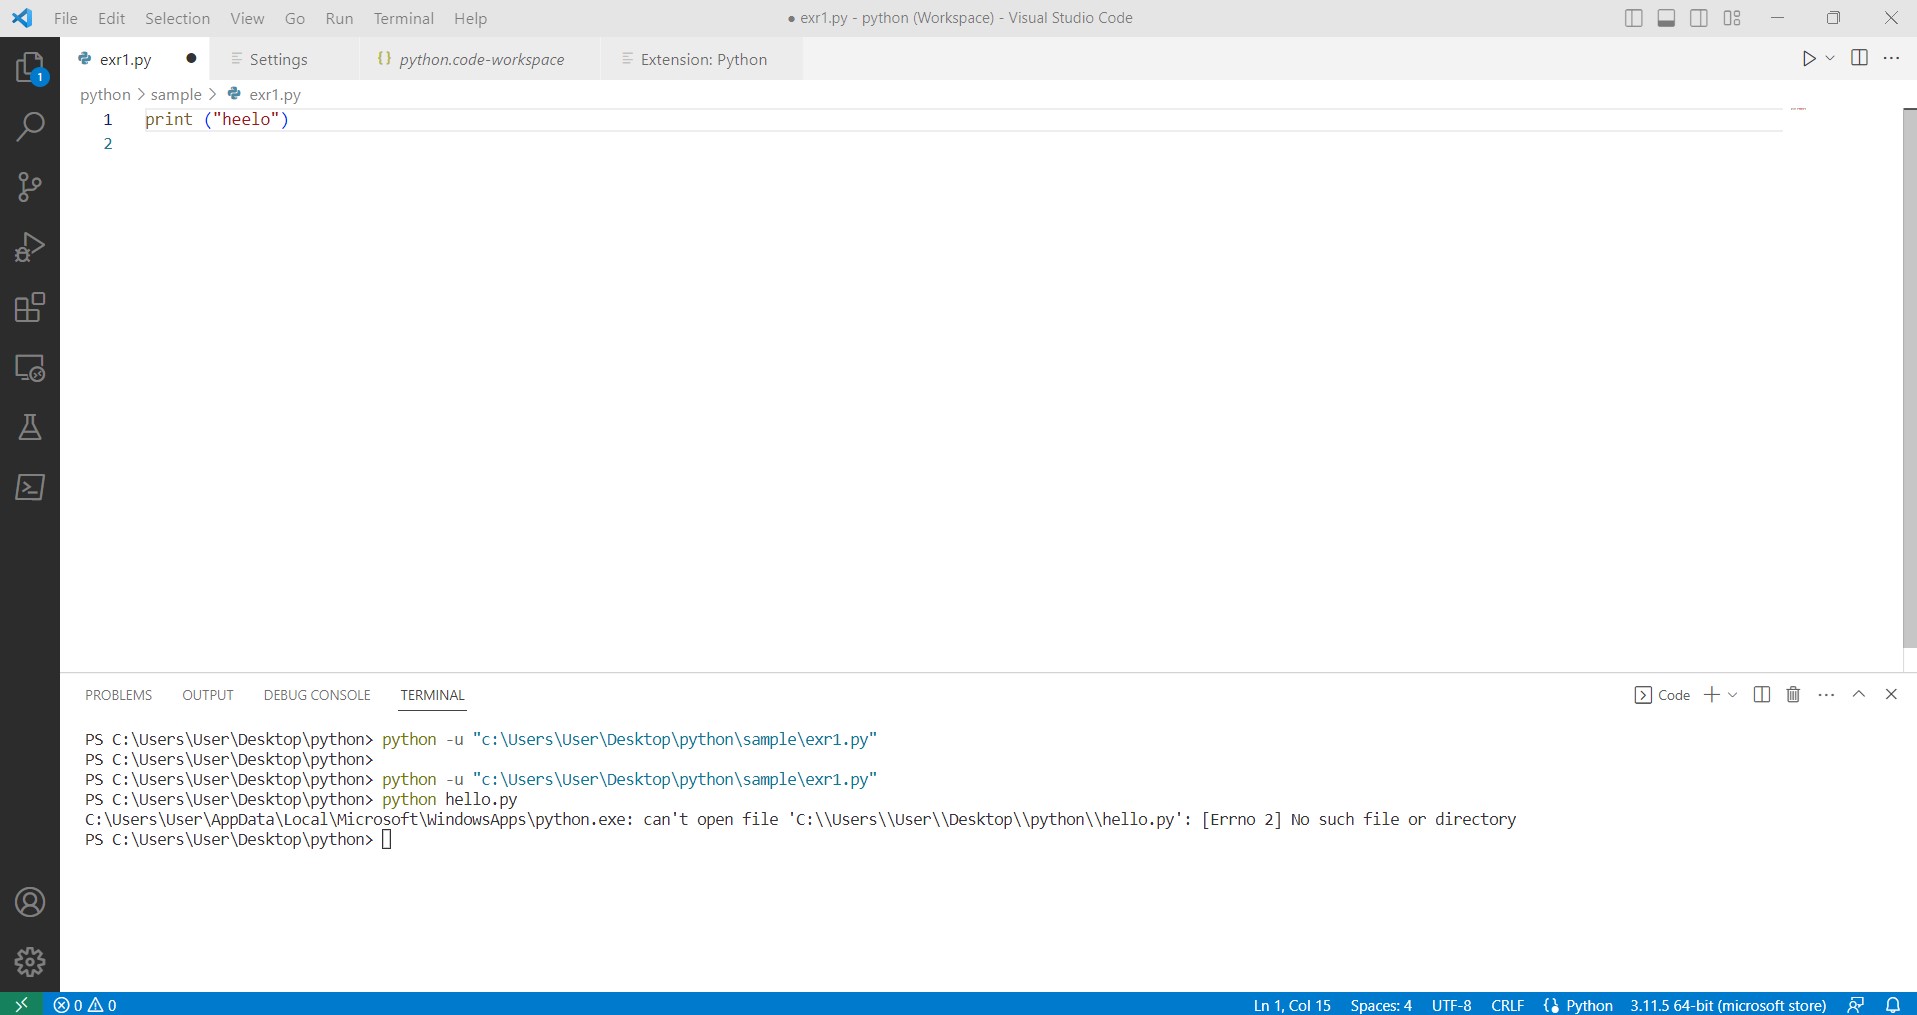 File Edit Selection View Go Run Terminal Help ● exr1.py - python (Workspace) - Visual Studio Code
1
exr1.py ● Settings {} python.code-workspace Extension: Python
python > sample > exr1.py
1 print ("heelo")
2
PROBLEMS OUTPUT DEBUG CONSOLE TERMINAL Code
PS C:\Users\User\Desktop\python> python -u "c:\Users\User\Desktop\python\sample\exr1.py"
PS C:\Users\User\Desktop\python>
PS C:\Users\User\Desktop\python> python -u "c:\Users\User\Desktop\python\sample\exr1.py"
PS C:\Users\User\Desktop\python> python hello.py
C:\Users\User\AppData\Local\Microsoft\WindowsApps\python.exe: can't open file 'C:\\Users\\User\\Desktop\\python\\hello.py': [Errno 2] No such file or directory
PS C:\Users\User\Desktop\python>
0 0 Ln 1, Col 15 Spaces: 4 UTF-8 CRLF {} Python 3.11.5 64-bit (microsoft store)